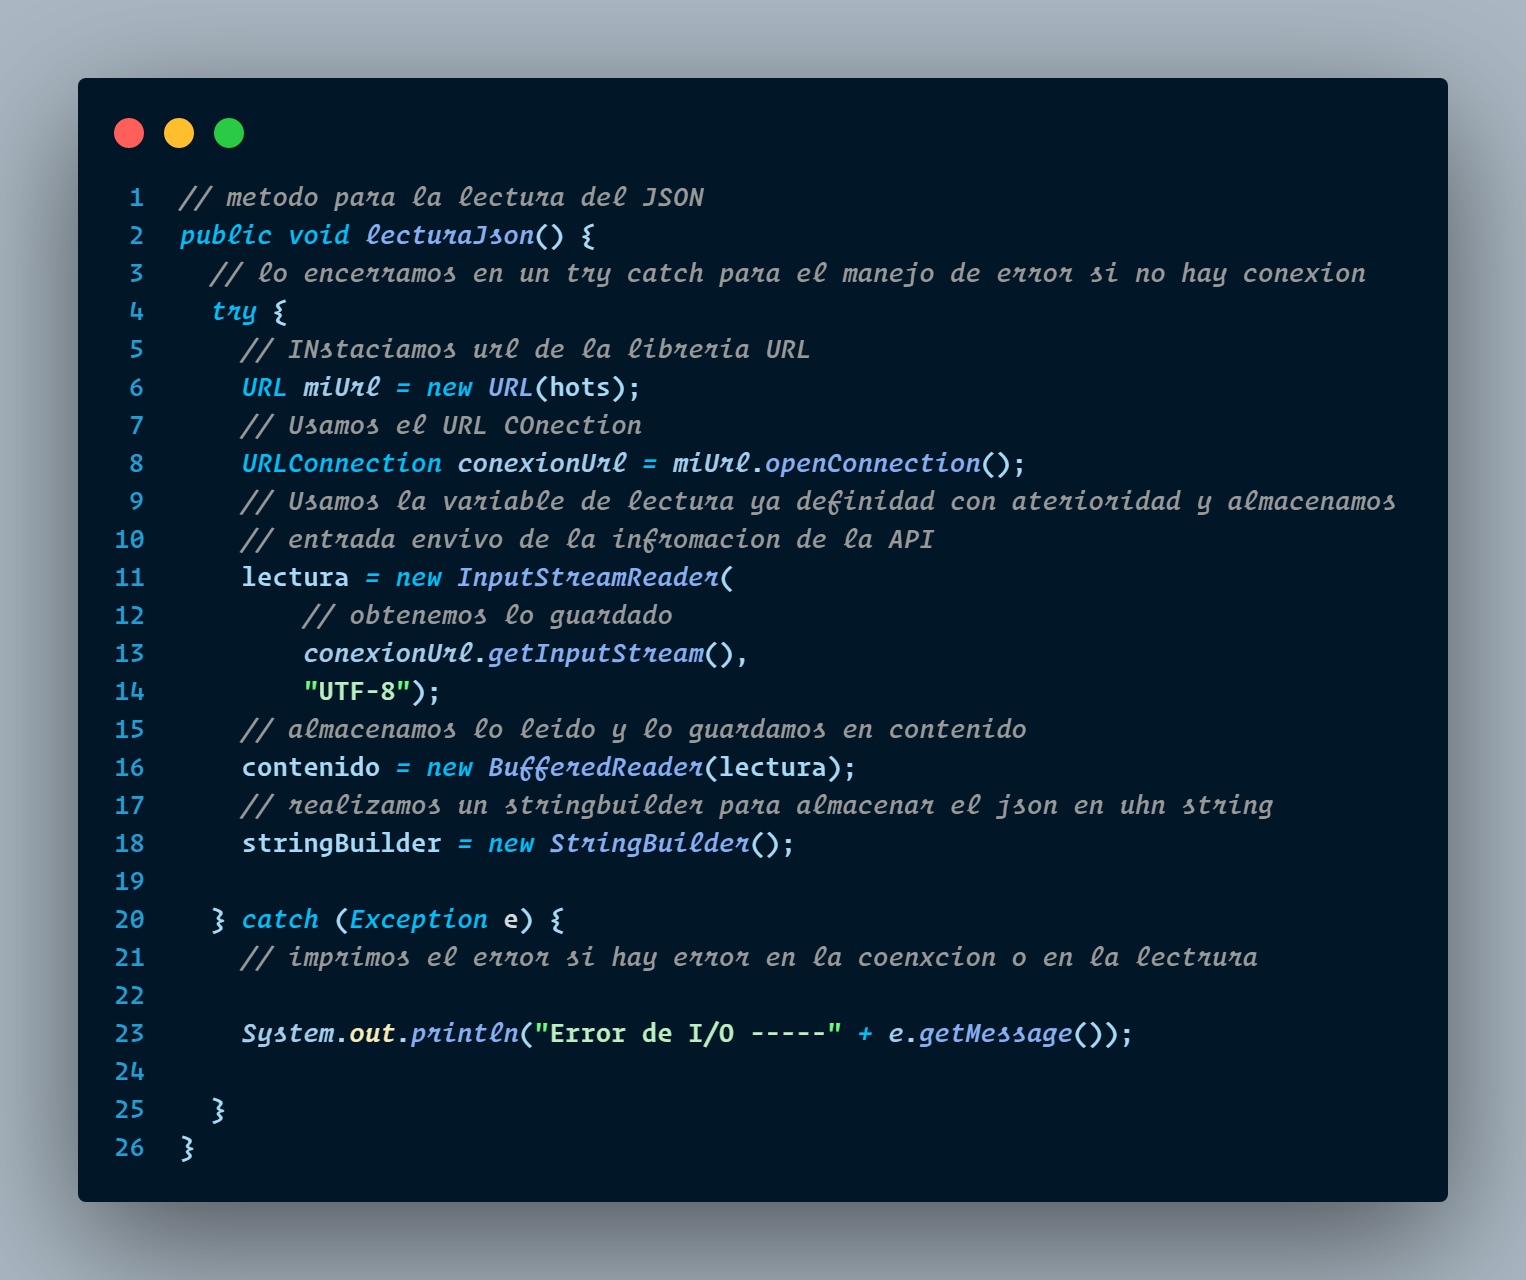 1 // metodo para la lectura del JSON
2 public void lecturaJson() {
3 // lo encerramos en un try catch para el manejo de error si no hay conexion
4 try {
5 // INstaciamos url de la libreria URL
6 URL miUrl = new URL(hots);
7 // Usamos el URL COnection
8 URLConnection conexionUrl = miUrl.openConnection();
9 // Usamos la variable de lectura ya definidad con aterioridad y almacenamos
10 // entrada envivo de la infromacion de la API
11 lectura = new InputStreamReader(
12 // obtenemos lo guardado
13 conexionUrl.getInputStream(),
14 "UTF-8");
15 // almacenamos lo leido y lo guardamos en contenido
16 contenido = new BufferedReader(lectura);
17 // realizamos un stringbuilder para almacenar el json en uhn string
18 stringBuilder = new StringBuilder();
19
20 } catch (Exception e) {
21 // imprimos el error si hay error en la coenxcion o en la lectrura
22
23 System.out.println("Error de I/O -----" + e.getMessage());
24
25 }
26 }